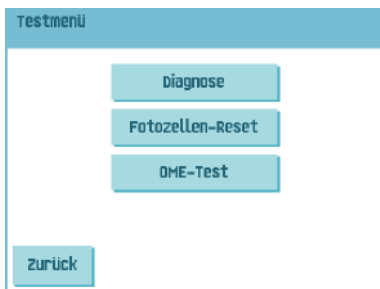 Testmenü
Diagnose
Fotozellen-Reset
OME-Test
Zurück